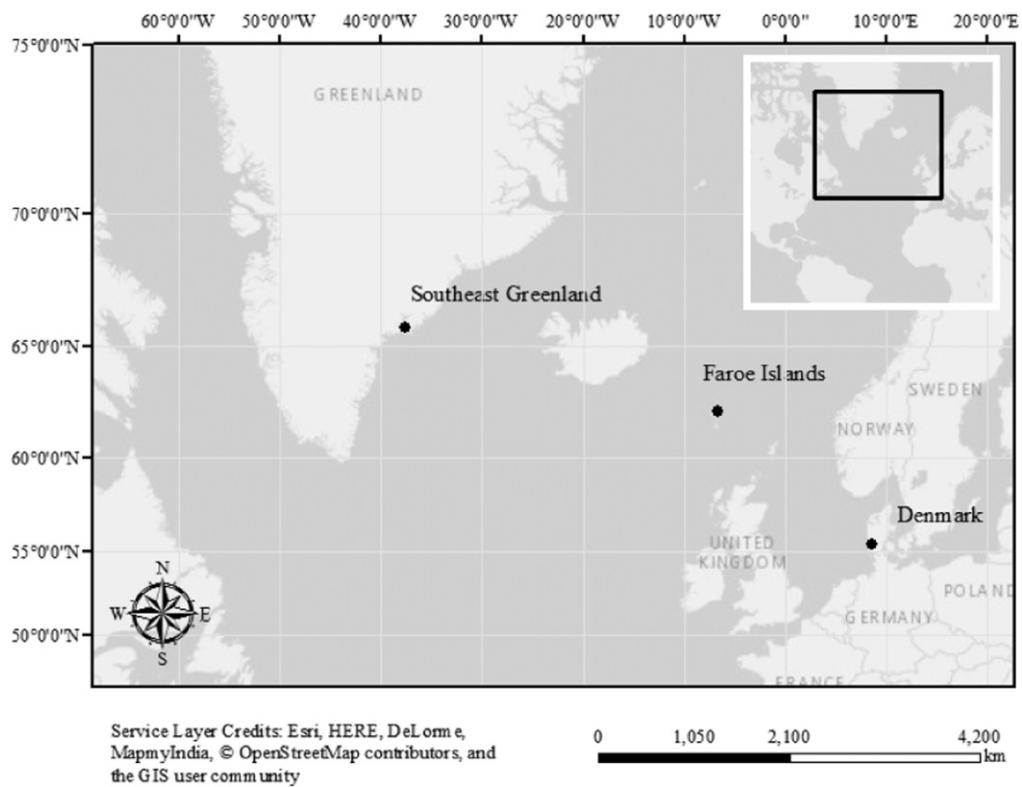 60°0'0"W 50°0'0"W 40°0'0"W 30°0'0"W 20°0'0"W 10°0'0"W 0°0'0" 10°0'0"E 20°0'0"E
75°0'0"N
GREENLAND
70°0'0"N
Southeast Greenland
65°0'0"N
Faroe Islands
SWEDEN
NORWAY
60°0'0"N
Denmark
55°0'0"N
UNITED
KINGDOM
N
POLAND
W E
GERMANY
50°0'0"N
S
FRANCE
Service Layer Credits: Esri, HERE, DeLorme,
MapmyIndia, © OpenStreetMap contributors, and
the GIS user community
0 1,050 2,100 4,200
km